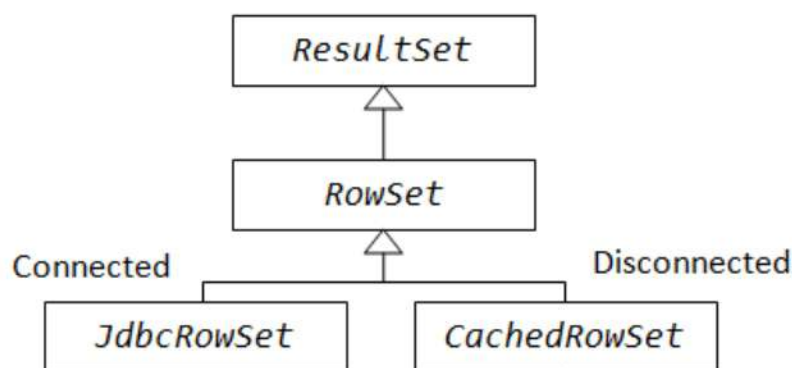 ResultSet
RowSet
Connected
Disconnected
JdbcRowSet
CachedRowSet